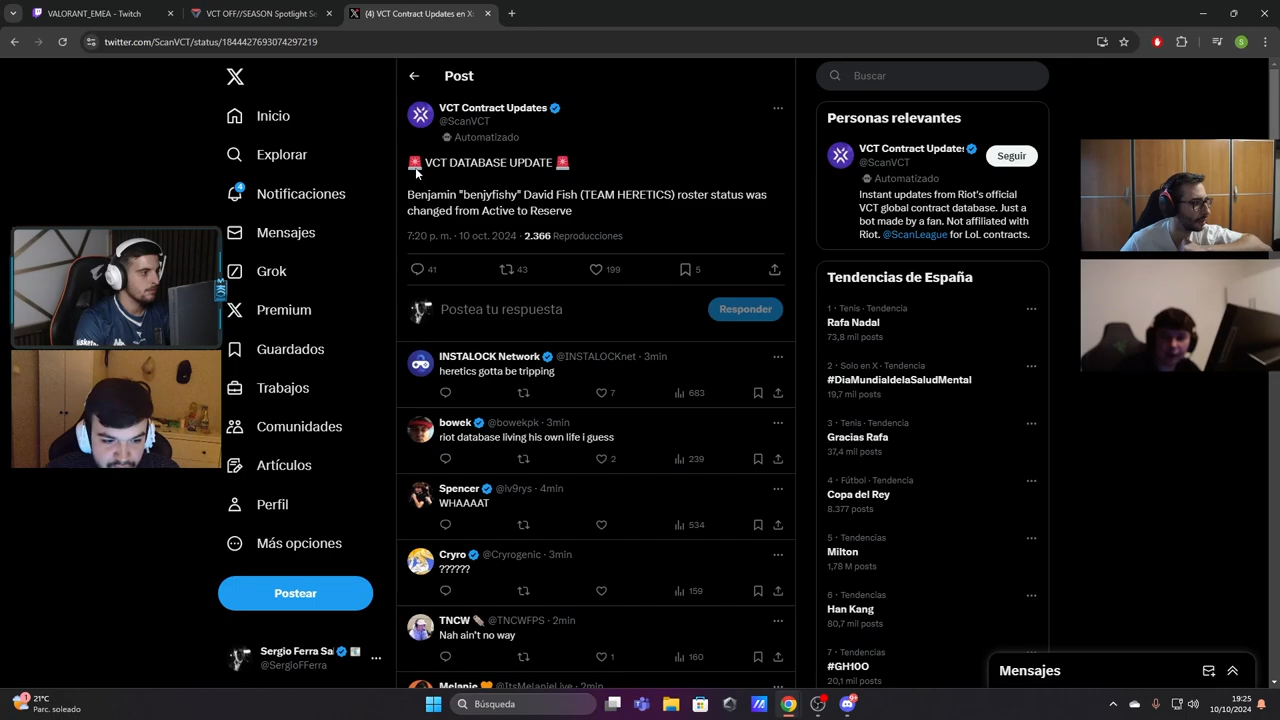 VALORANT_EMEA - Twitch
VCT OFF//SEASON Spotlight Se
(4) VCT Contract Updates en X:
twitter.com/ScanVCT/status/1844427693074297219
S
Inicio
Explorar
4
Notificaciones
Mensajes
Grok
Premium
Guardados
Trabajos
Comunidades
Artículos
Perfil
Más opciones
Postear
Sergio Ferra Sal
@SergioFFerra
Post
VCT Contract Updates
@ScanVCT
Automatizado
🚨 VCT DATABASE UPDATE 🚨
Benjamin "benjyfishy" David Fish (TEAM HERETICS) roster status was
changed from Active to Reserve
7:20 p. m. · 10 oct. 2024 · 2.366 Reproducciones
41 43 199 5
Postea tu respuesta
Responder
INSTALOCK Network @INSTALOCKnet · 3min
heretics gotta be tripping
7 683
bowek @bowekpk · 3min
riot database living his own life i guess
2 239
Spencer @iv9rys · 4min
WHAAAAT
534
Cryro @Cryrogenic · 3min
??????
159
TNCW @TNCWFPS · 2min
Nah ain't no way
1 160
Melanie 🧡 @ItsMelanieLive · 2min
Buscar
Personas relevantes
VCT Contract Updates
@ScanVCT
Seguir
Automatizado
Instant updates from Riot's official
VCT global contract database. Just a
bot made by a fan. Not affiliated with
Riot. @ScanLeague for LoL contracts.
Tendencias de España
1 · Tenis · Tendencia
Rafa Nadal
73,8 mil posts
2 · Solo en X · Tendencia
#DiaMundialdelaSaludMental
19,7 mil posts
3 · Tenis · Tendencia
Gracias Rafa
37,4 mil posts
4 · Fútbol · Tendencia
Copa del Rey
8.377 posts
5 · Tendencias
Milton
1,78 M posts
6 · Tendencias
Han Kang
80,7 mil posts
7 · Tendencias
#GH10O
20,1 mil posts
Mensajes
1
21°C
Parc. soleado
Búsqueda
19:25
10/10/2024